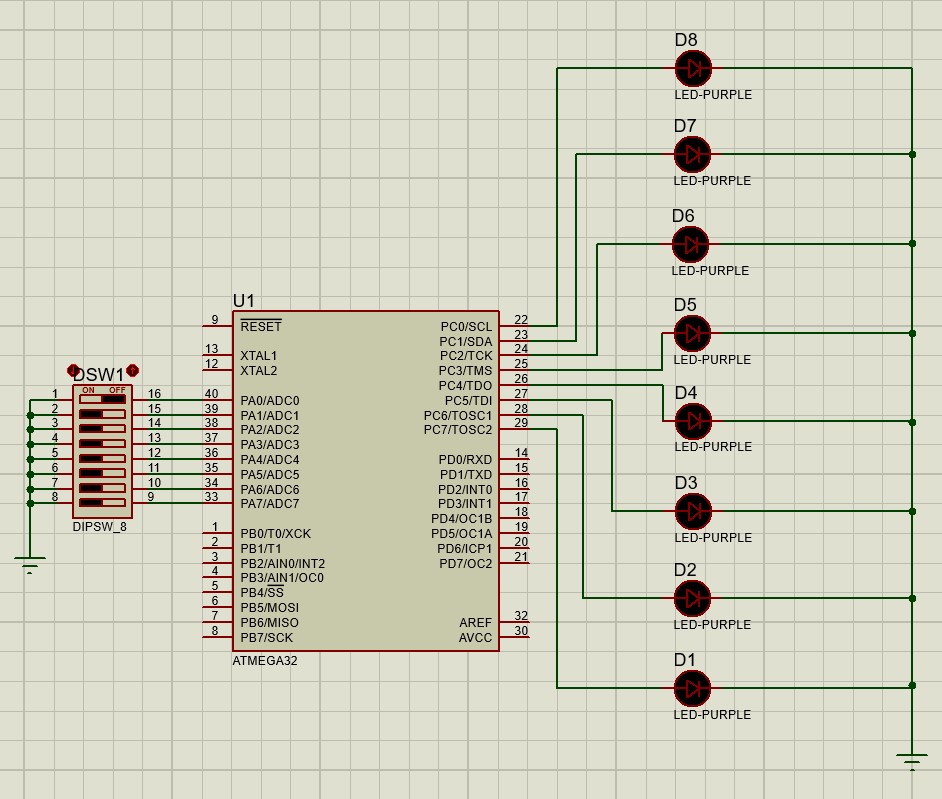 D8
LED-PURPLE
D7
LED-PURPLE
D6
LED-PURPLE
D5
LED-PURPLE
D4
LED-PURPLE
D3
LED-PURPLE
D2
LED-PURPLE
D1
LED-PURPLE
DSW1
ON OFF
1 16
2 15
3 14
4 13
5 12
6 11
7 10
8 9
DIPSW_8
U1
9 RESET
13 XTAL1
12 XTAL2
40 PA0/ADC0
39 PA1/ADC1
38 PA2/ADC2
37 PA3/ADC3
36 PA4/ADC4
35 PA5/ADC5
34 PA6/ADC6
33 PA7/ADC7
1 PB0/T0/XCK
2 PB1/T1
3 PB2/AIN0/INT2
4 PB3/AIN1/OC0
5 PB4/SS
6 PB5/MOSI
7 PB6/MISO
8 PB7/SCK
PC0/SCL 22
PC1/SDA 23
PC2/TCK 24
PC3/TMS 25
PC4/TDO 26
PC5/TDI 27
PC6/TOSC1 28
PC7/TOSC2 29
PD0/RXD 14
PD1/TXD 15
PD2/INT0 16
PD3/INT1 17
PD4/OC1B 18
PD5/OC1A 19
PD6/ICP1 20
PD7/OC2 21
AREF 32
AVCC 30
ATMEGA32